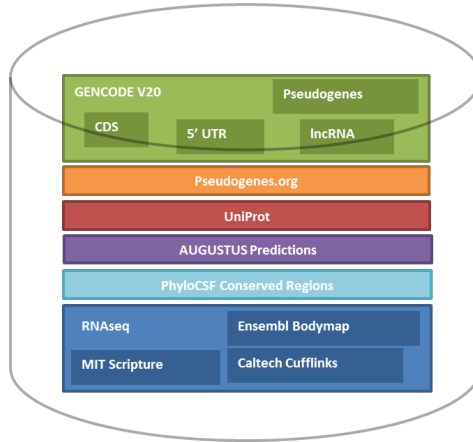 GENCODE V20
Pseudogenes
CDS
5’ UTR
lncRNA
Pseudogenes.org
UniProt
AUGUSTUS Predictions
PhyloCSF Conserved Regions
RNAseq
Ensembl Bodymap
MIT Scripture
Caltech Cufflinks